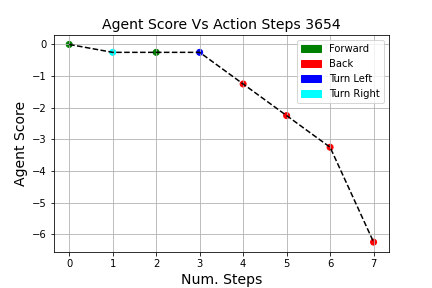 Agent Score Vs Action Steps 3654
Agent Score
0
−1
−2
−3
−4
−5
−6
Forward
Back
Turn Left
Turn Right
0 1 2 3 4 5 6 7
Num. Steps